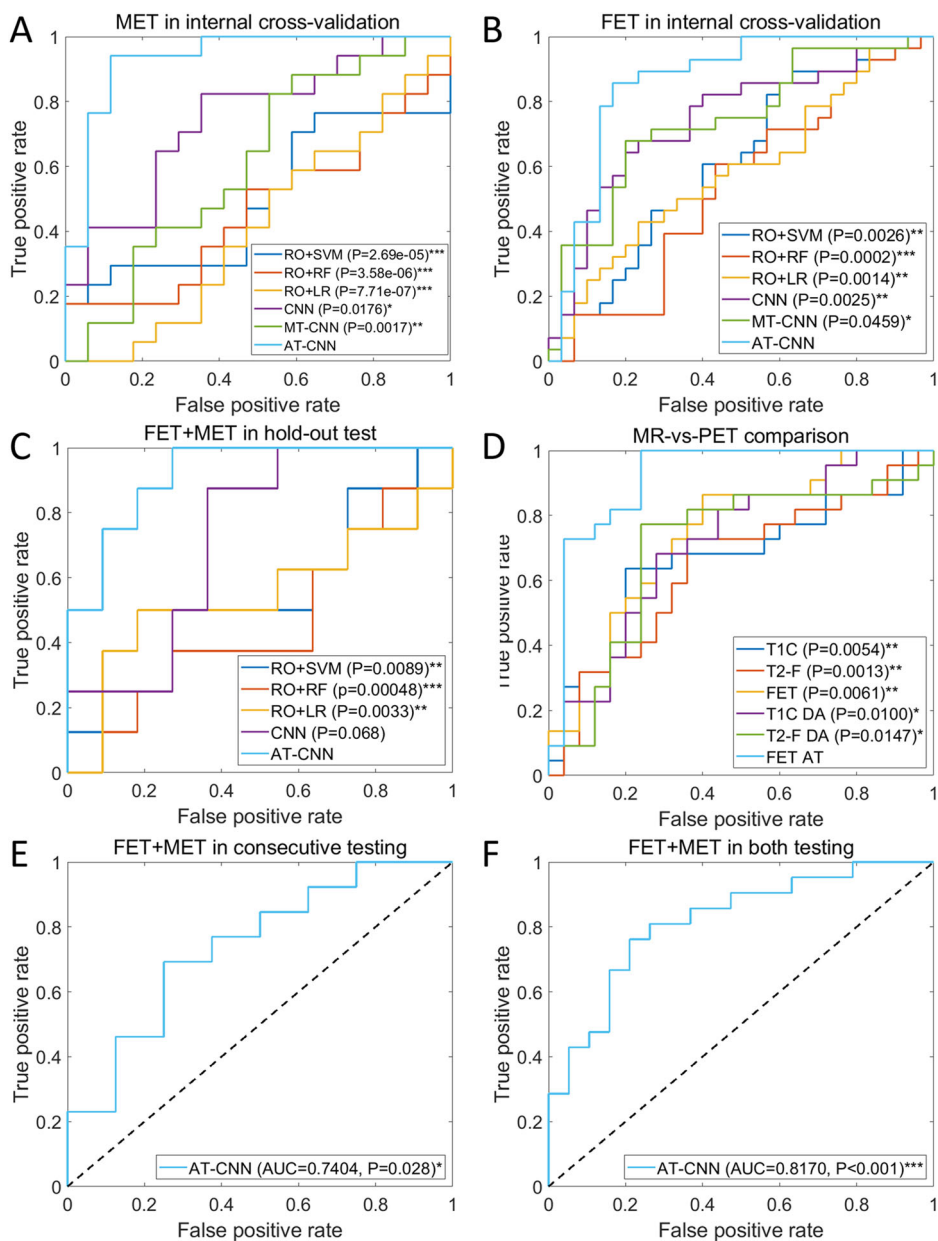 A
MET in internal cross-validation
1
0.8
0.6
0.4
0.2
0
True positive rate
RO+SVM (P=2.69e-05)***
RO+RF (P=3.58e-06)***
RO+LR (P=7.71e-07)***
CNN (P=0.0176)*
MT-CNN (P=0.0017)**
AT-CNN
0 0.2 0.4 0.6 0.8 1
False positive rate
B
FET in internal cross-validation
1
0.8
0.6
0.4
0.2
0
True positive rate
RO+SVM (P=0.0026)**
RO+RF (P=0.0002)***
RO+LR (P=0.0014)**
CNN (P=0.0025)**
MT-CNN (P=0.0459)*
AT-CNN
0 0.2 0.4 0.6 0.8 1
False positive rate
C
FET+MET in hold-out test
1
0.8
0.6
0.4
0.2
0
True positive rate
RO+SVM (P=0.0089)**
RO+RF (p=0.00048)***
RO+LR (P=0.0033)**
CNN (P=0.068)
AT-CNN
0 0.2 0.4 0.6 0.8 1
False positive rate
D
MR-vs-PET comparison
1
0.8
0.6
0.4
0.2
0
True positive rate
T1C (P=0.0054)**
T2-F (P=0.0013)**
FET (P=0.0061)**
T1C DA (P=0.0100)*
T2-F DA (P=0.0147)*
FET AT
0 0.2 0.4 0.6 0.8 1
False positive rate
E
FET+MET in consecutive testing
1
0.8
0.6
0.4
0.2
0
True positive rate
AT-CNN (AUC=0.7404, P=0.028)*
0 0.2 0.4 0.6 0.8 1
False positive rate
F
FET+MET in both testing
1
0.8
0.6
0.4
0.2
0
True positive rate
AT-CNN (AUC=0.8170, P<0.001)***
0 0.2 0.4 0.6 0.8 1
False positive rate